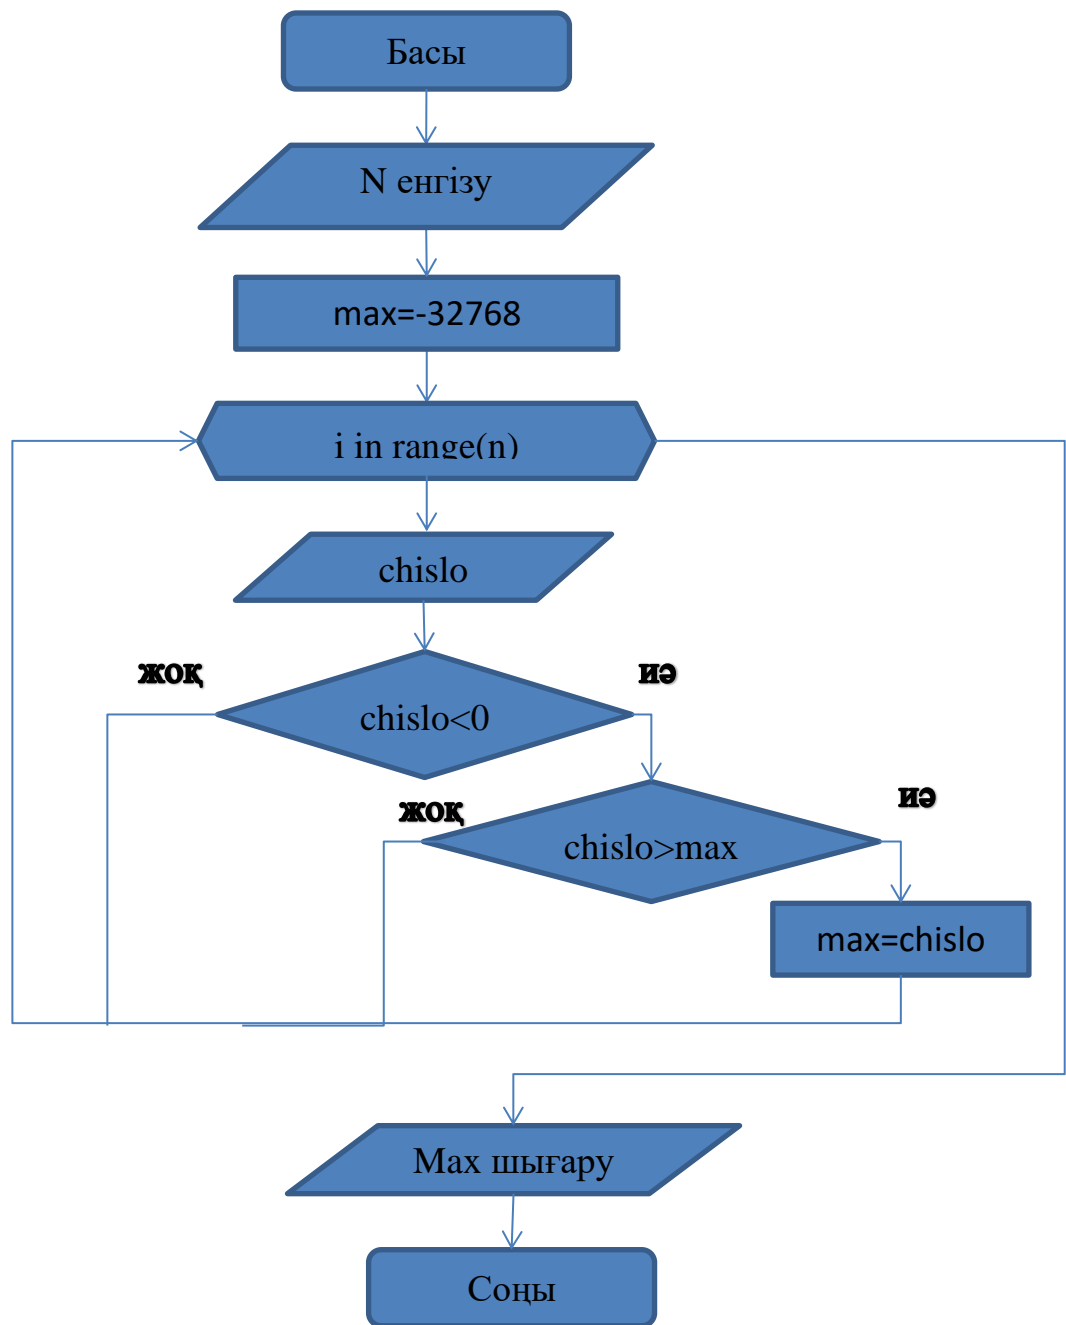 Басы
N енгізу
max=-32768
i in range(n)
chislo
жоқ
иә
chislo<0
жоқ
иә
chislo>max
max=chislo
Max шығару
Соңы